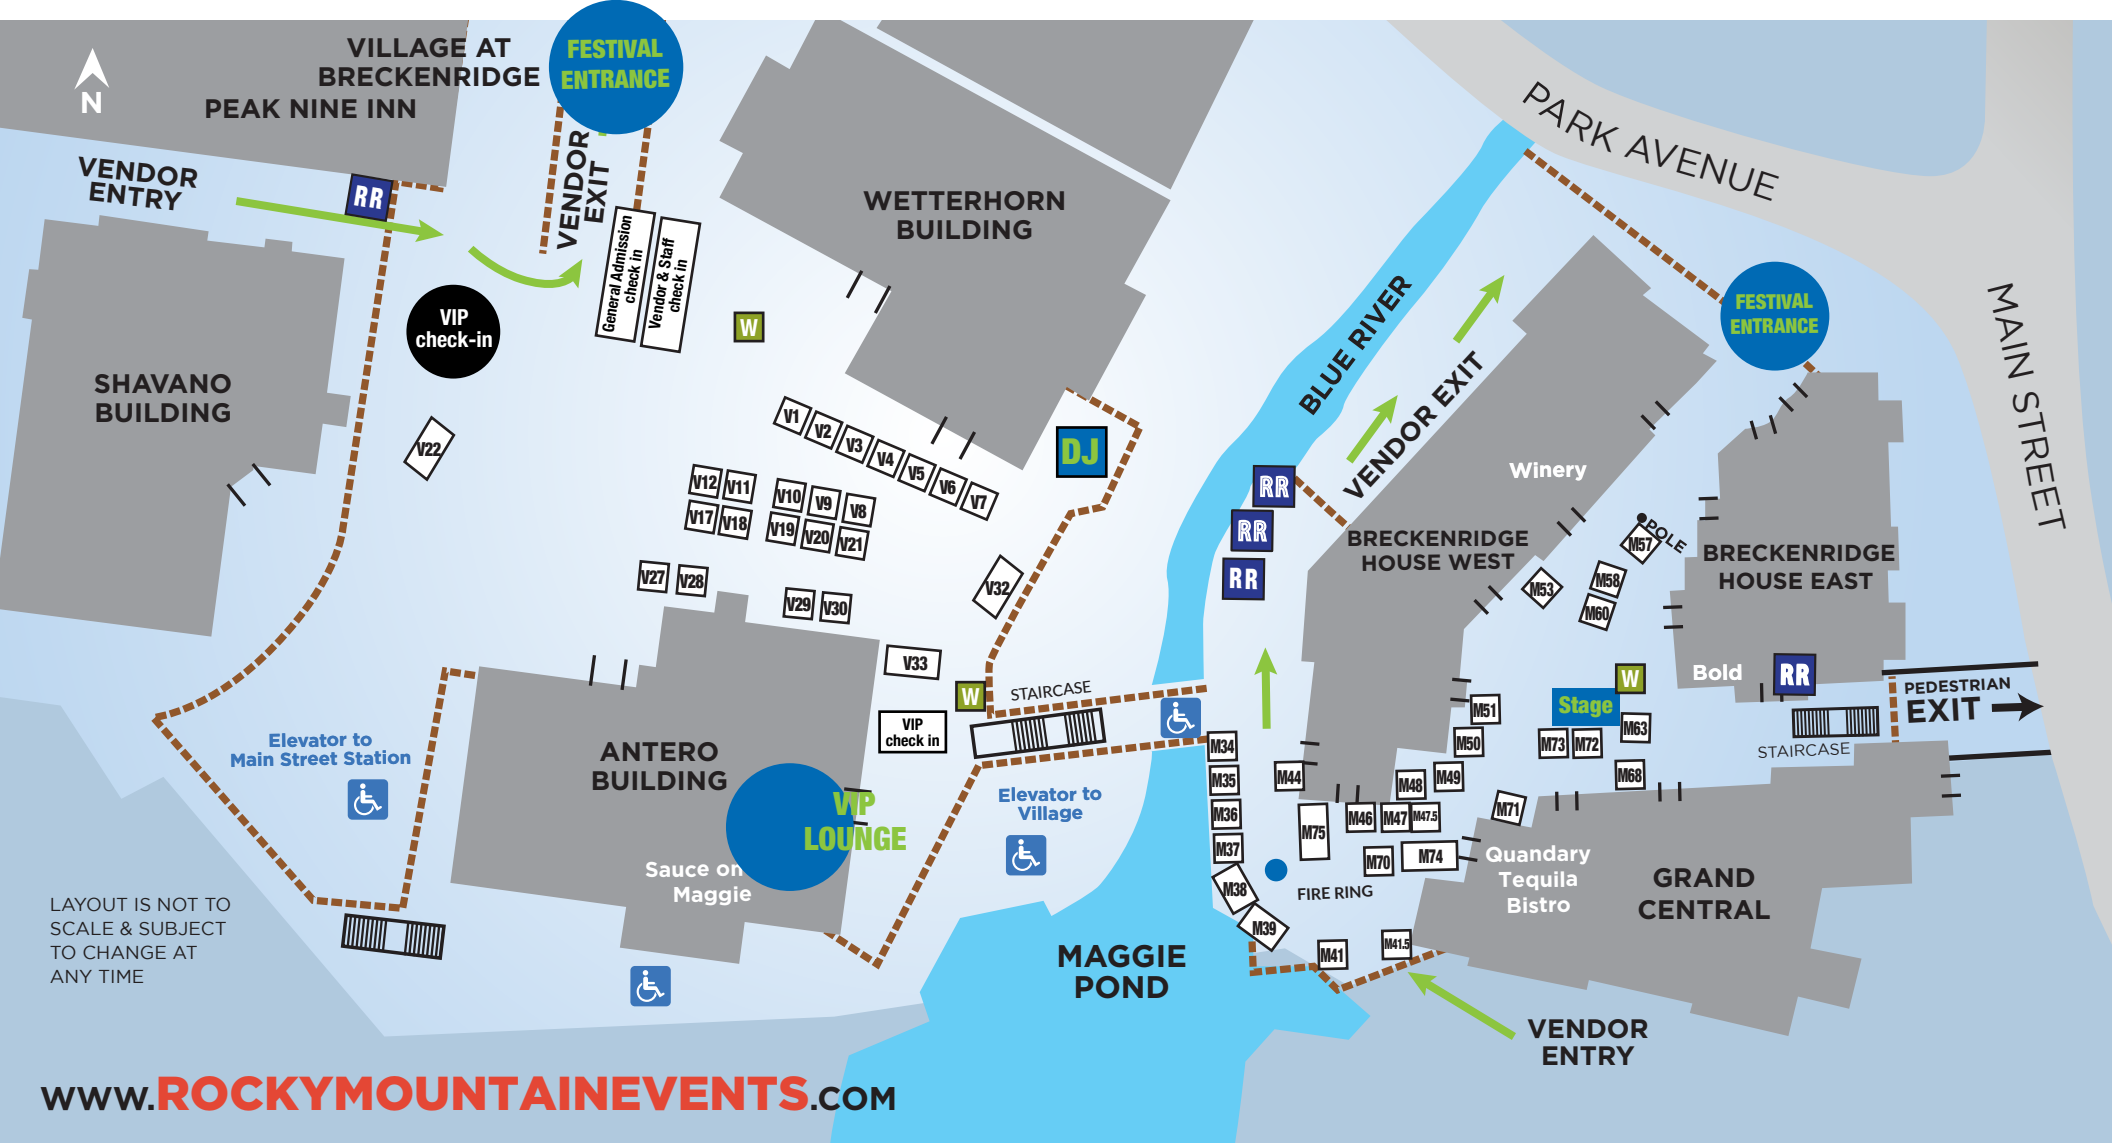 VILLAGE AT
BRECKENRIDGE
PEAK NINE INN
N
FESTIVAL
ENTRANCE
VENDOR
ENTRY
RR
VENDOR
EXIT
General Admission
check in
Vendor & Staff
check in
VIP
check-in
W
WETTERHORN
BUILDING
SHAVANO
BUILDING
PARK AVENUE
MAIN STREET
BLUE RIVER
FESTIVAL
ENTRANCE
VENDOR EXIT
V22
V1
V2
V3
V4
V5
V6
V7
DJ
V12
V11
V10
V9
V8
V17
V18
V19
V20
V21
V27
V28
V29
V30
V32
V33
W
STAIRCASE
VIP
check in
RR
RR
RR
Winery
BRECKENRIDGE
HOUSE WEST
POLE
M57
M53
M58
M60
BRECKENRIDGE
HOUSE EAST
Bold
RR
W
Stage
PEDESTRIAN
EXIT
STAIRCASE
M51
M50
M63
M73
M72
M68
M34
M35
M36
M37
M38
M39
M44
M48
M49
M75
M46
M47
M47.5
M71
M70
M74
FIRE RING
M41
M41.5
Quandary
Tequila
Bistro
GRAND
CENTRAL
ANTERO
BUILDING
VIP
LOUNGE
Sauce on
Maggie
Elevator to
Main Street Station
Elevator to
Village
MAGGIE
POND
VENDOR
ENTRY
LAYOUT IS NOT TO
SCALE & SUBJECT
TO CHANGE AT
ANY TIME
WWW.ROCKYMOUNTAINEVENTS.COM